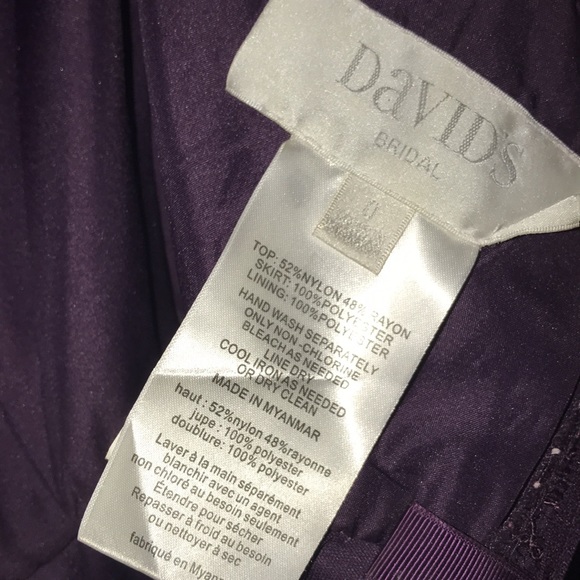 DaVID'S
BRIDAL
0
TOP: 52%NYLON 48%RAYON
SKIRT: 100%POLYESTER
LINING: 100%POLYESTER
HAND WASH SEPARATELY
ONLY NON -CHLORINE
BLEACH AS NEEDED
LINE DRY
COOL IRON AS NEEDED
OR DRY CLEAN
MADE IN MYANMAR
haut : 52%nylon 48%rayonne
jupe : 100% polyester
doublure: 100% polyester
Laver à la main séparément
blanchir avec un agent
non chloré au besoin seulement
Étendre pour sécher
Repasser à froid au besoin
ou nettoyer à sec
fabriqué en Myanmar